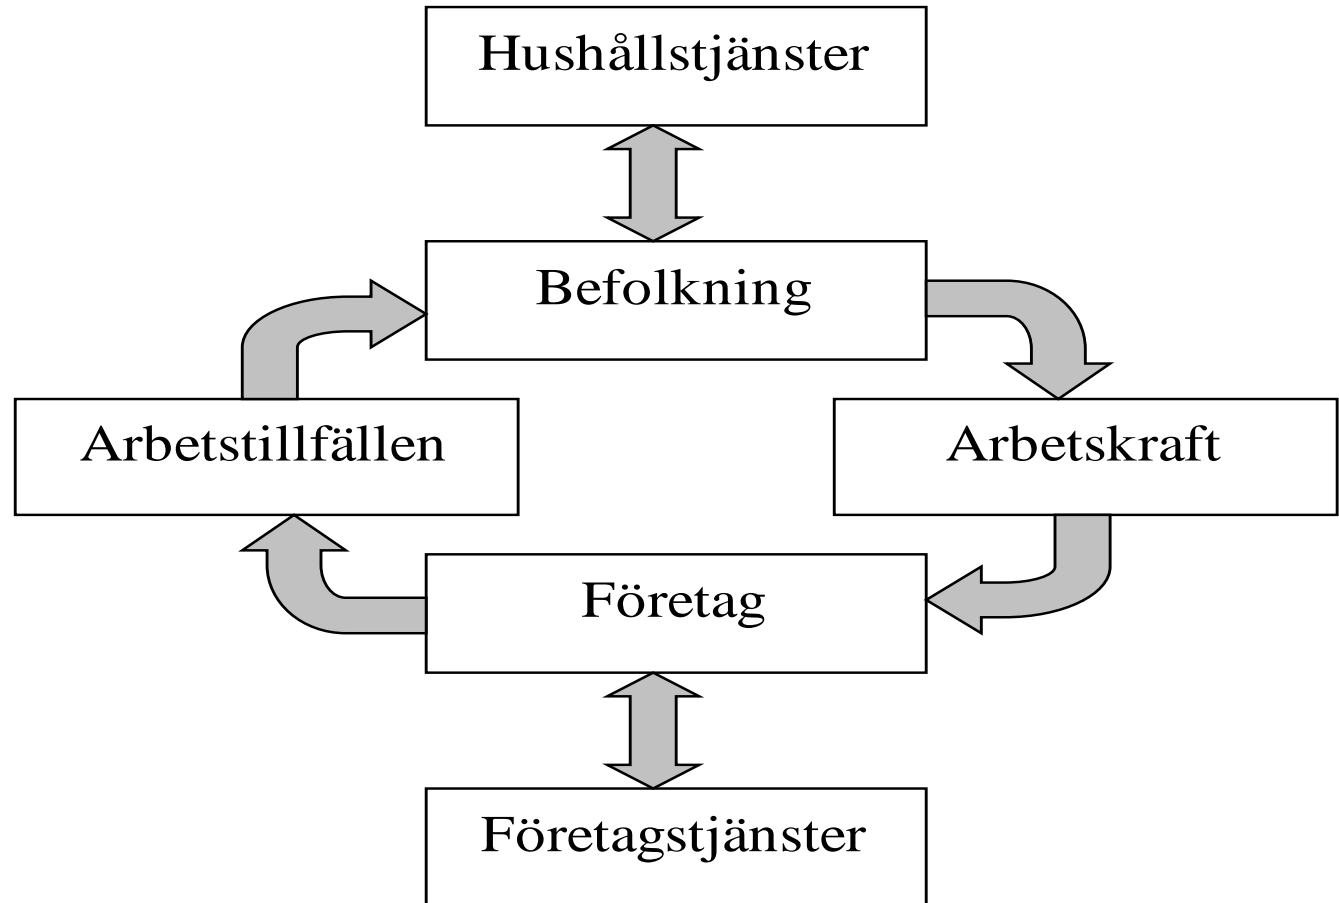 Hushållstjänster
Befolkning
Arbetstillfällen
Arbetskraft
Företag
Företagstjänster